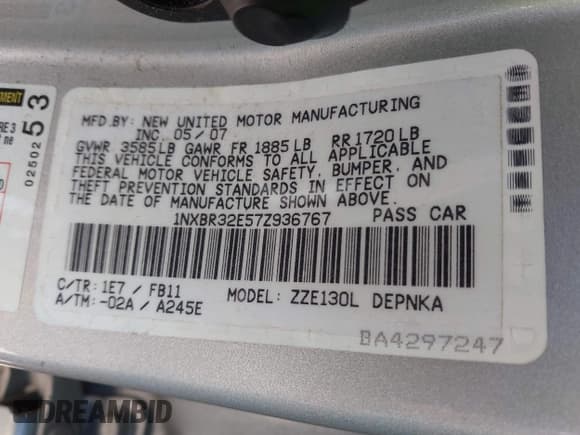 MFD. BY: NEW UNITED MOTOR MANUFACTURING
INC. 05/07
GVWR 3585LB GAWR FR 1885LB RR1720LB
THIS VEHICLE CONFORMS TO ALL APPLICABLE
FEDERAL MOTOR VEHICLE SAFETY, BUMPER, AND
THEFT PREVENTION STANDARDS IN EFFECT ON
THE DATE OF MANUFACTURE SHOWN ABOVE.
1NXBR32E57Z936767 PASS CAR
C/TR: 1E7 / FB11
A/TM: -02A / A245E
MODEL: ZZE130L DEPNKA
BA4297247
0250253
DREAMBID